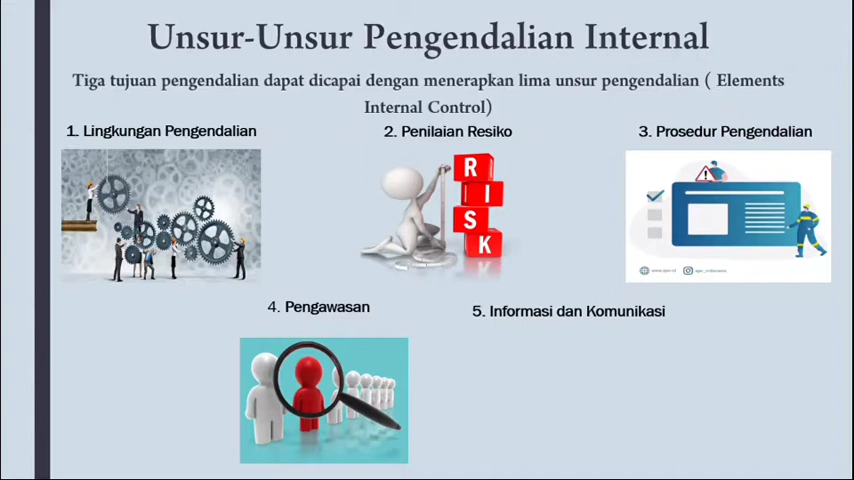 Unsur-Unsur Pengendalian Internal
Tiga tujuan pengendalian dapat dicapai dengan menerapkan lima unsur pengendalian ( Elements
Internal Control)
1. Lingkungan Pengendalian
2. Penilaian Resiko
3. Prosedur Pengendalian
R
I
S
K
4. Pengawasan
5. Informasi dan Komunikasi